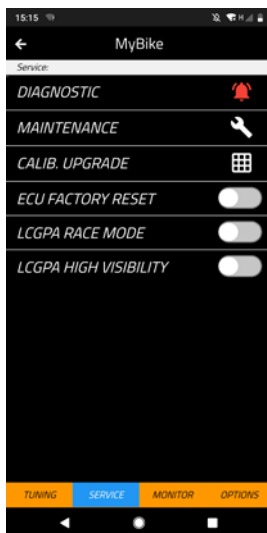 15:15 H
MyBike
Service:
DIAGNOSTIC
MAINTENANCE
CALIB. UPGRADE
ECU FACTORY RESET
LCGPA RACE MODE
LCGPA HIGH VISIBILITY
TUNING SERVICE MONITOR OPTIONS